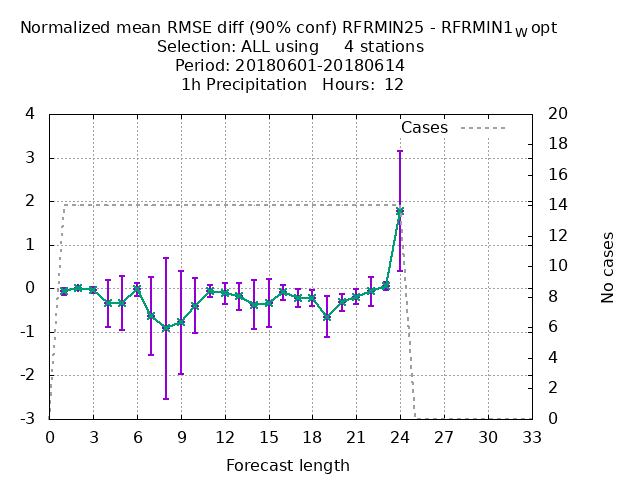 Normalized mean RMSE diff (90% conf) RFRMIN25 - RFRMIN1w opt
Selection: ALL using 4 stations
Period: 20180601-20180614
1h Precipitation Hours: 12
Cases
4
3
2
1
0
-1
-2
-3
20
18
16
14
12
10
8
6
4
2
0
No cases
0 3 6 9 12 15 18 21 24 27 30 33
Forecast length